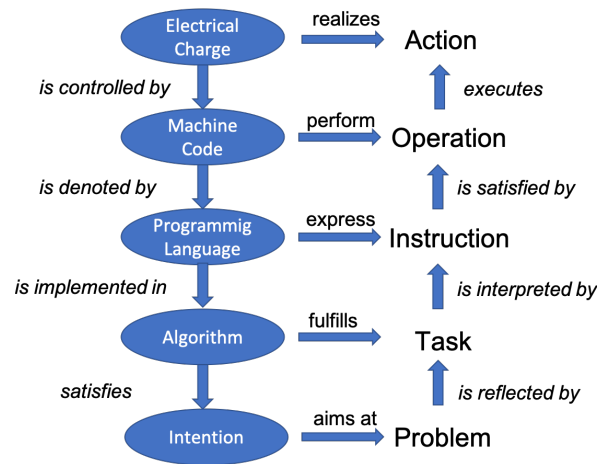 Electrical
Charge
realizes
Action
is controlled by
executes
Machine
Code
perform
Operation
is denoted by
is satisfied by
Programmig
Language
express
Instruction
is implemented in
is interpreted by
Algorithm
fulfills
Task
satisfies
is reflected by
Intention
aims at
Problem